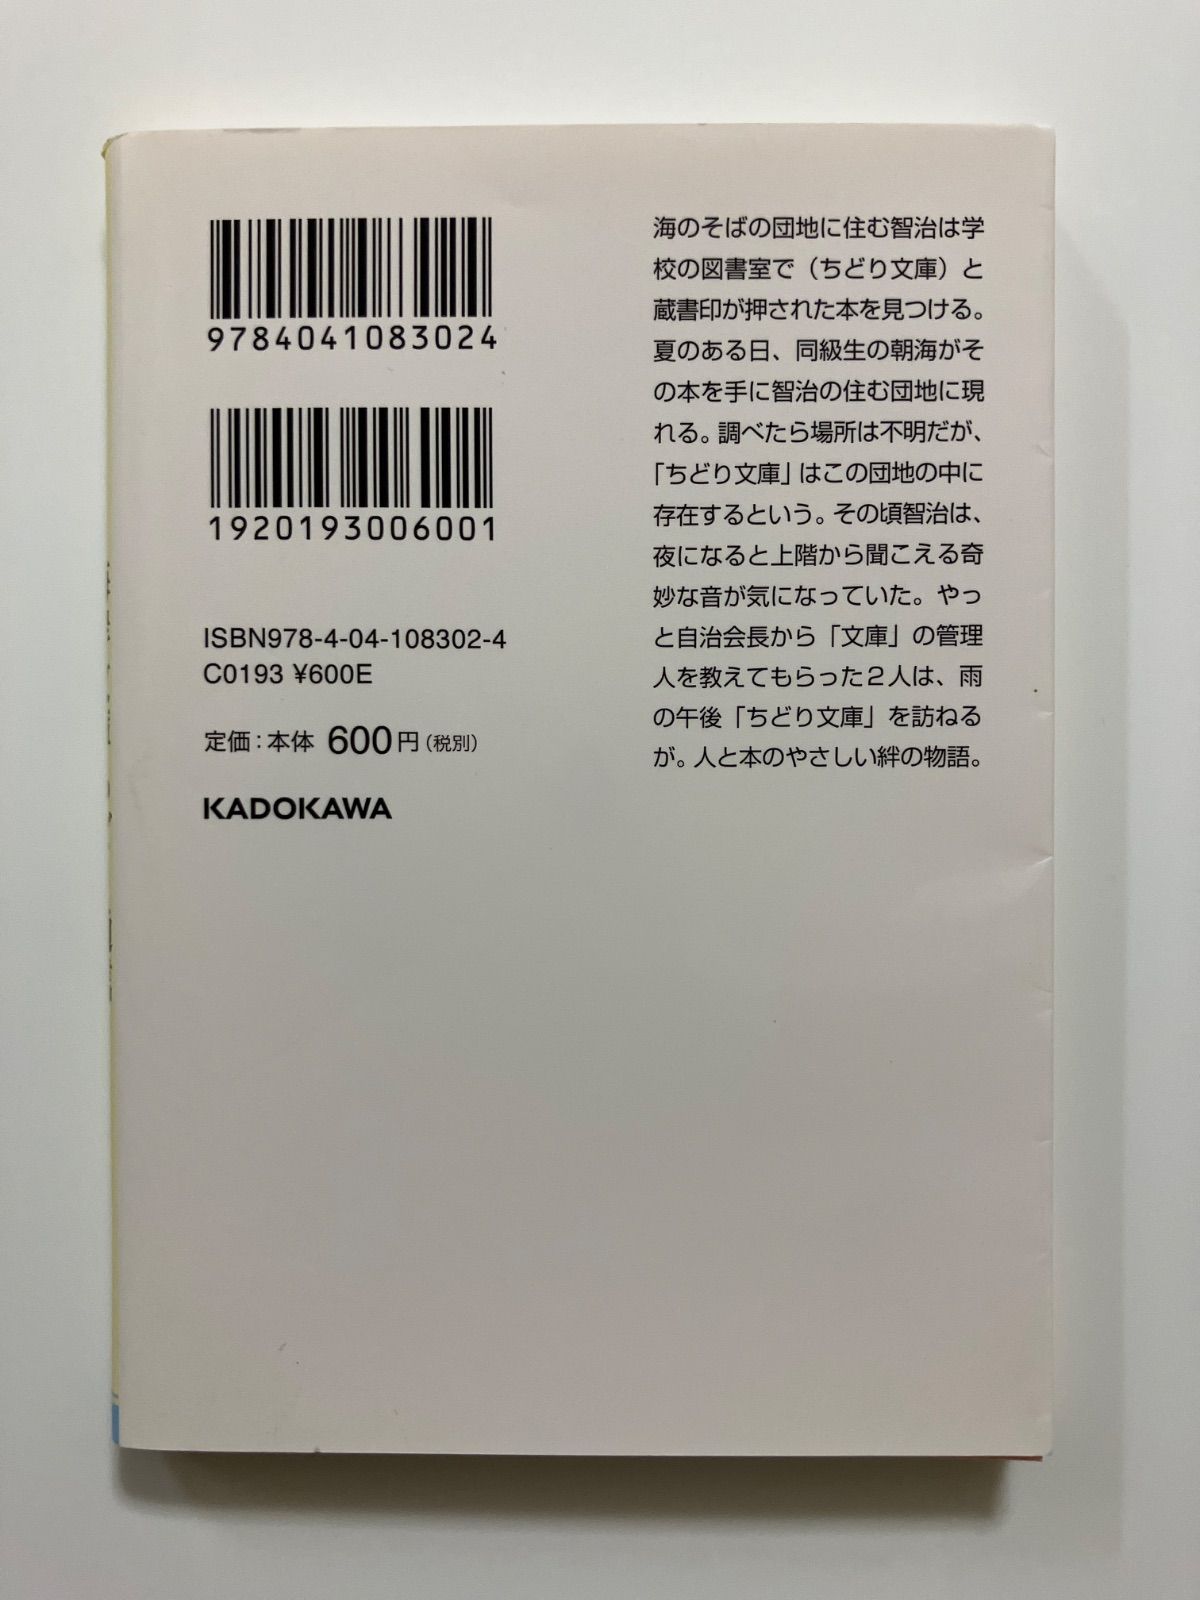 9784041083024
1920193006001
ISBN978-4-04-108302-4
C0193 ¥600E
定価：本体 600円（税別）
KADOKAWA
海のそばの団地に住む智治は学
校の図書室で（ちどり文庫）と
蔵書印が押された本を見つける。
夏のある日、同級生の朝海がそ
の本を手に智治の住む団地に現
れる。調べたら場所は不明だが、
「ちどり文庫」はこの団地の中に
存在するという。その頃智治は、
夜になると上階から聞こえる奇
妙な音が気になっていた。やっ
と自治会長から「文庫」の管理
人を教えてもらった２人は、雨
の午後「ちどり文庫」を訪ねる
が。人と本のやさしい絆の物語。